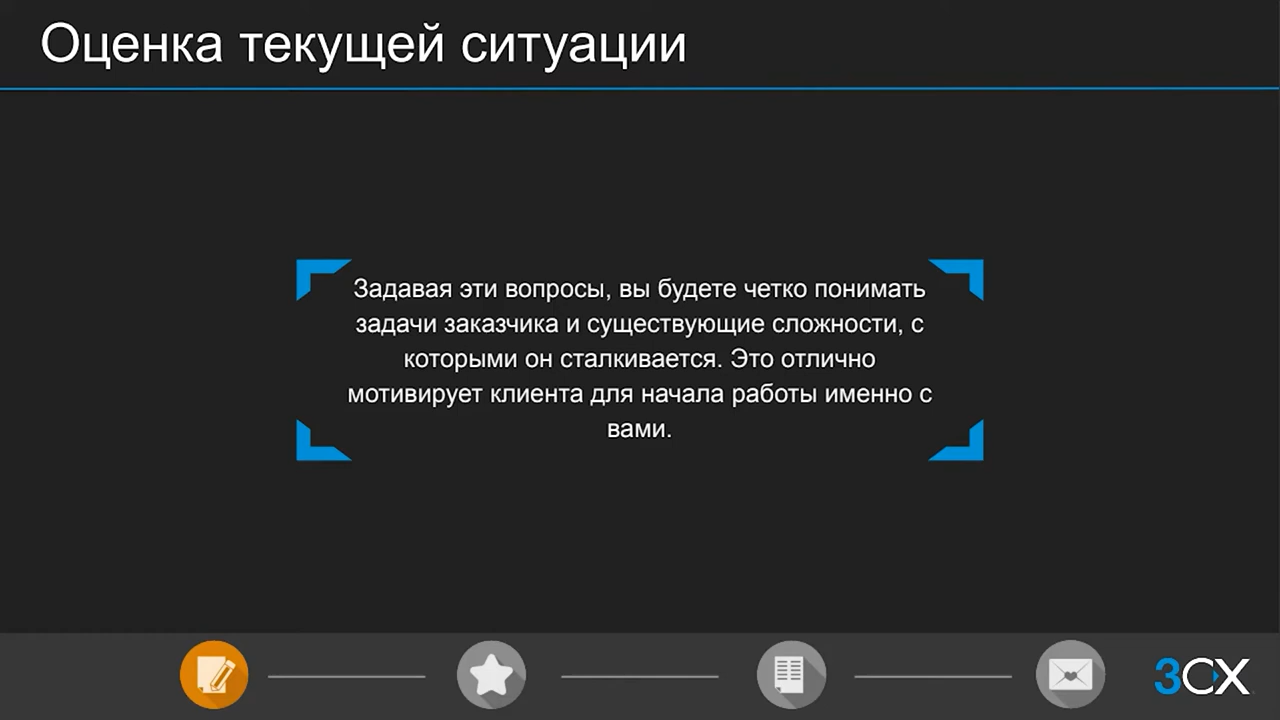 Оценка текущей ситуации
Задавая эти вопросы, вы будете четко понимать
задачи заказчика и существующие сложности, с
которыми он сталкивается. Это отлично
мотивирует клиента для начала работы именно с
вами.
3CX